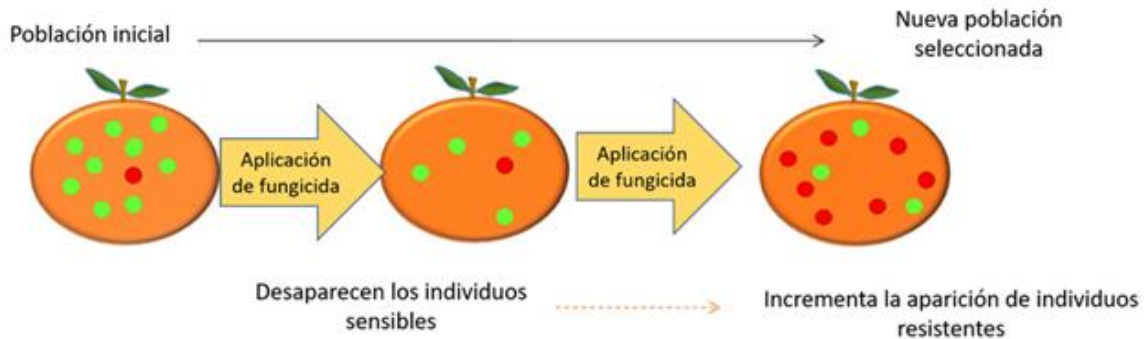 Población inicial
Nueva población
seleccionada
Aplicación
de fungicida
Aplicación
de fungicida
Desaparecen los individuos
sensibles
Incrementa la aparición de individuos
resistentes